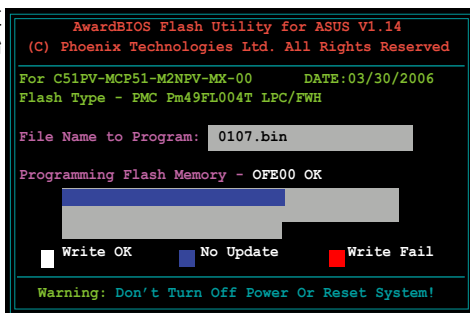 AwardBIOS Flash Utility for ASUS V1.14
(C) Phoenix Technologies Ltd. All Rights Reserved
For C51PV-MCP51-M2NPV-MX-00 DATE:03/30/2006
Flash Type - PMC Pm49FL004T LPC/FWH
File Name to Program: 0107.bin
Programming Flash Memory - OFE00 OK
Write OK No Update Write Fail
Warning: Don't Turn Off Power Or Reset System!